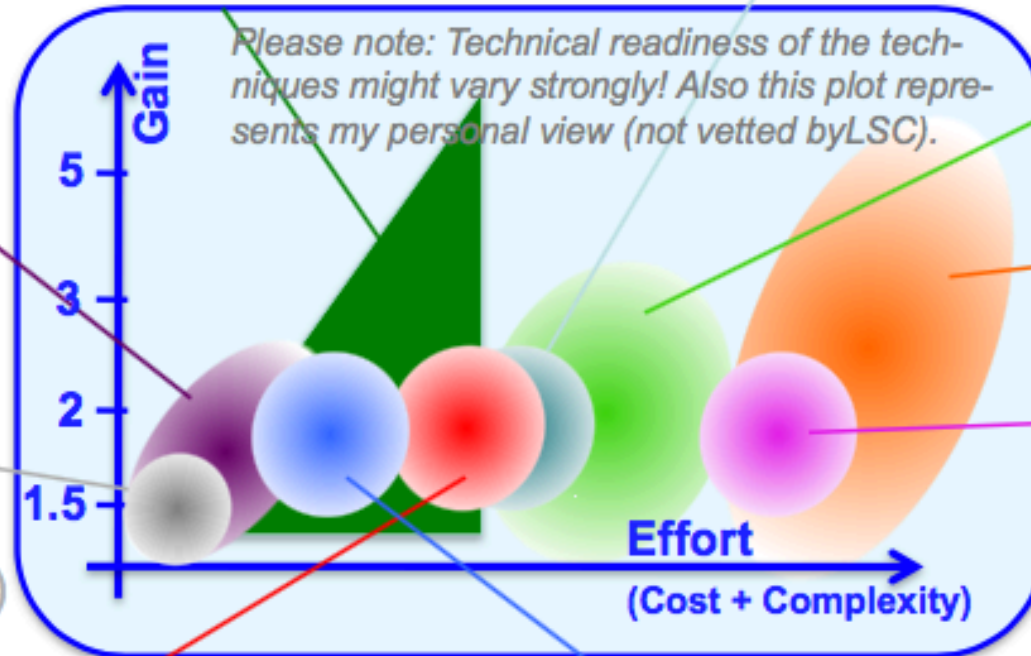 Please note: Technical readiness of the tech-
niques might vary strongly! Also this plot repre-
sents my personal view (not vetted byLSC).
Gain
5
3
2
1.5
Effort
(Cost + Complexity)